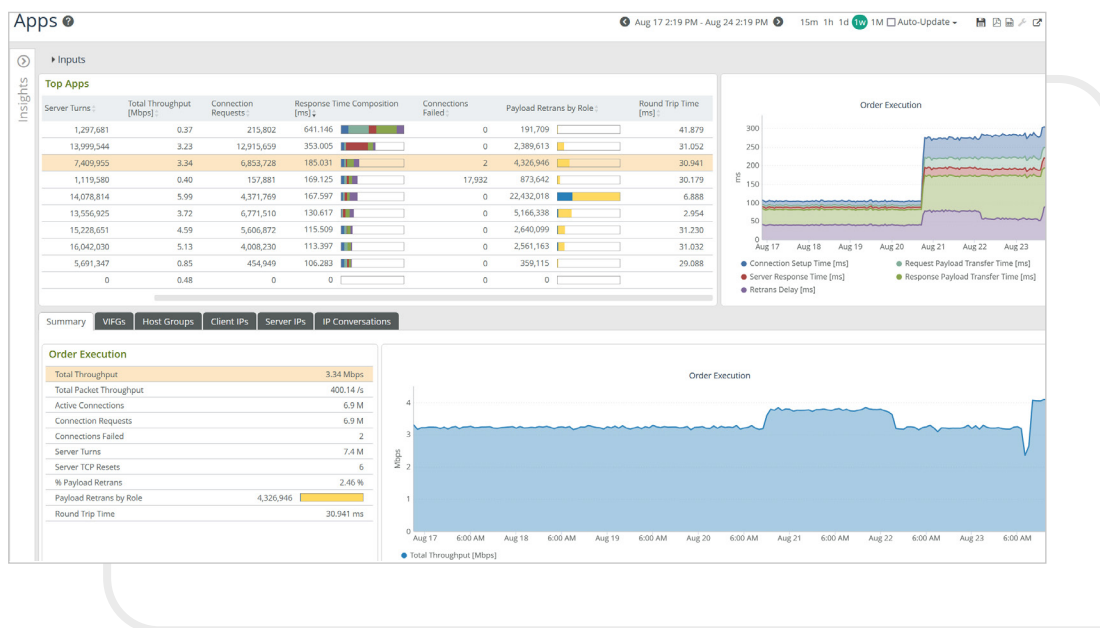 Apps
Aug 17 2:19 PM - Aug 24 2:19 PM 15m 1h 1d 1w 1M Auto-Update
Insights
Inputs
Top Apps
Server Turns Total Throughput [Mbps] Connection Requests Response Time Composition [ms] Connections Failed Payload Retrans by Role Round Trip Time [ms]
1,297,681 0.37 215,802 641.146 0 191,709 41.879
13,999,544 3.23 12,915,659 353.005 0 2,389,613 31.052
7,409,955 3.34 6,853,728 185.031 2 4,326,946 30.941
1,119,580 0.40 157,881 169.125 17,932 873,642 30.179
14,078,814 5.99 4,371,769 167.597 0 22,432,018 6.888
13,556,925 3.72 6,771,510 130.617 0 5,166,338 2.954
15,228,651 4.59 5,606,872 115.509 0 2,640,099 31.230
16,042,030 5.13 4,008,230 113.397 0 2,561,163 31.032
5,691,347 0.85 454,949 106.283 0 359,115 29.088
0 0.48 0 0 0 0
Order Execution
300
250
200
150
100
50
0
ms
Aug 17 Aug 18 Aug 19 Aug 20 Aug 21 Aug 22 Aug 23
Connection Setup Time [ms] Request Payload Transfer Time [ms]
Server Response Time [ms] Response Payload Transfer Time [ms]
Retrans Delay [ms]
Summary VIFGs Host Groups Client IPs Server IPs IP Conversations
Order Execution
Total Throughput 3.34 Mbps
Total Packet Throughput 400.14 /s
Active Connections 6.9 M
Connection Requests 6.9 M
Connections Failed 2
Server Turns 7.4 M
Server TCP Resets 6
% Payload Retrans 2.46 %
Payload Retrans by Role 4,326,946
Round Trip Time 30.941 ms
Order Execution
4
3
2
1
0
Mbps
Aug 17 6:00 AM Aug 18 6:00 AM Aug 19 6:00 AM Aug 20 6:00 AM Aug 21 6:00 AM Aug 22 6:00 AM Aug 23 6:00 AM
Total Throughput [Mbps]